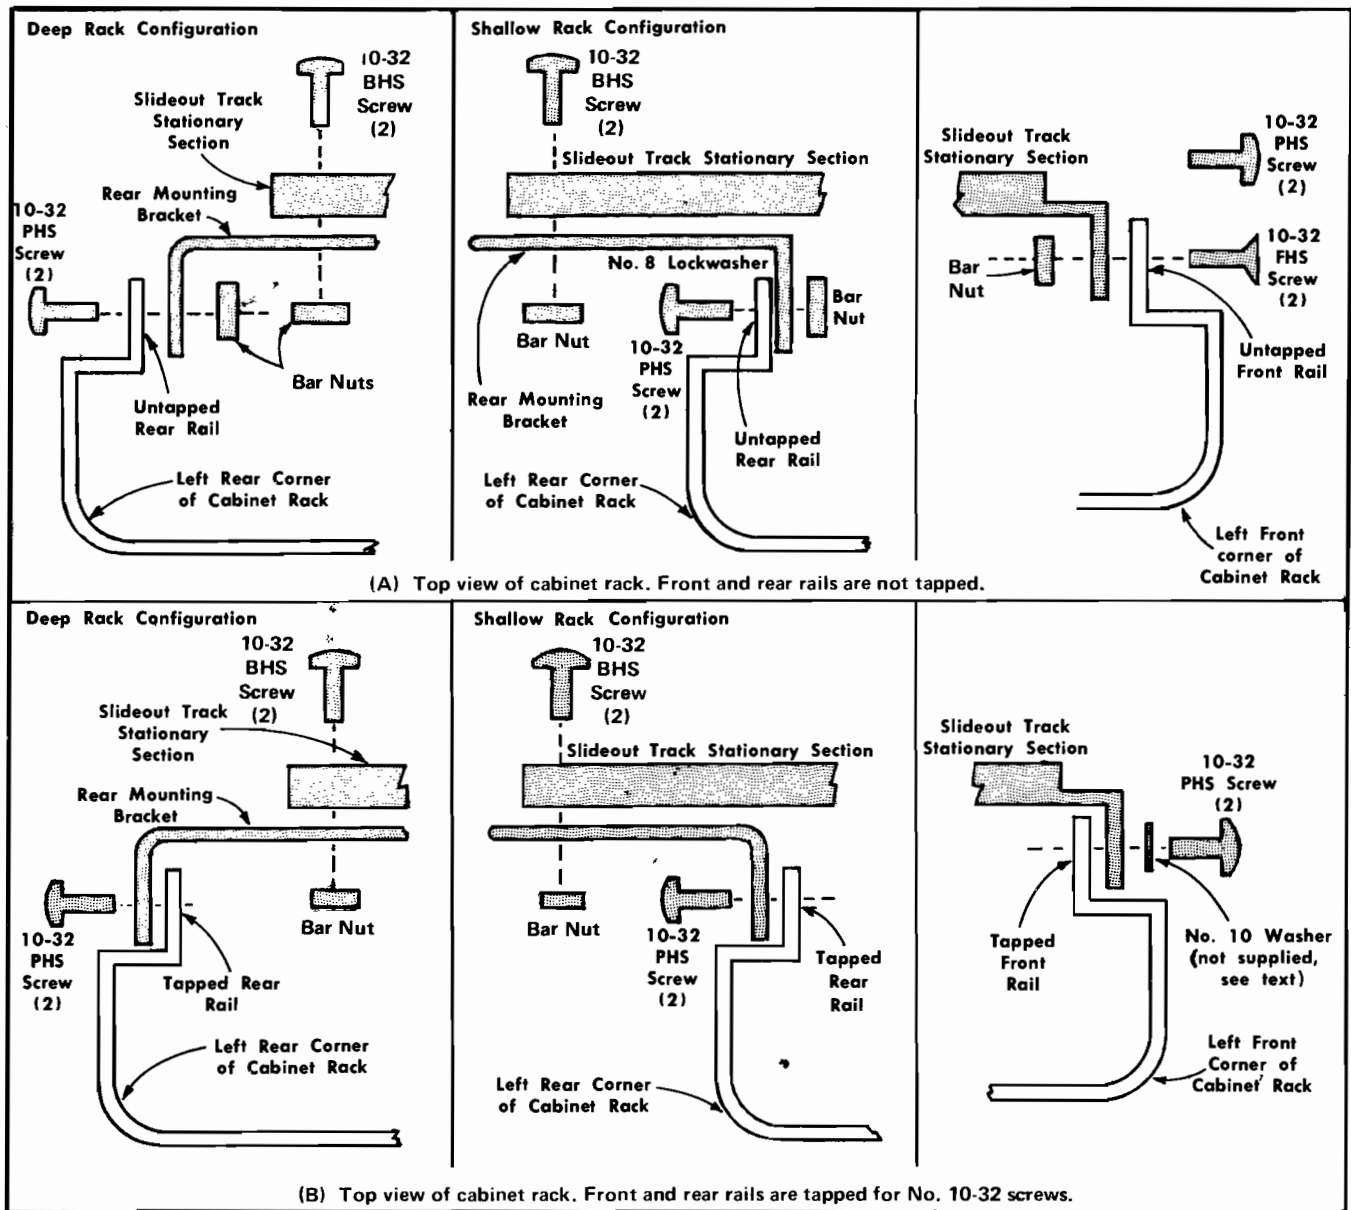 Deep Rack Configuration
10-32
BHS
Screw
(2)
Slideout Track
Stationary
Section
Rear Mounting
Bracket
10-32
PHS
Screw
(2)
Bar Nuts
Untapped
Rear Rail
Left Rear Corner
of Cabinet Rack
Shallow Rack Configuration
10-32
BHS
Screw
(2)
Slideout Track Stationary Section
No. 8 Lockwasher
Bar
Nut
Bar Nut
10-32
PHS
Screw
(2)
Rear Mounting
Bracket
Untapped
Rear Rail
Left Rear Corner
of Cabinet Rack
Slideout Track
Stationary Section
10-32
PHS
Screw
(2)
10-32
FHS
Screw
(2)
Bar
Nut
Untapped
Front Rail
Left Front
corner of
Cabinet Rack
(A) Top view of cabinet rack. Front and rear rails are not tapped.
Deep Rack Configuration
10-32
BHS
Screw
(2)
Slideout Track
Stationary
Section
Rear Mounting
Bracket
10-32
PHS
Screw
(2)
Bar Nut
Tapped Rear
Rail
Left Rear Corner
of Cabinet Rack
Shallow Rack Configuration
10-32
BHS
Screw
(2)
Slideout Track Stationary Section
Bar Nut
10-32
PHS
Screw
(2)
Tapped
Rear
Rail
Left Rear Corner
of Cabinet Rack
Slideout Track
Stationary Section
10-32
PHS Screw
(2)
Tapped
Front
Rail
No. 10 Washer
(not supplied,
see text)
Left Front
Corner of
Cabinet Rack
(B) Top view of cabinet rack. Front and rear rails are tapped for No. 10-32 screws.